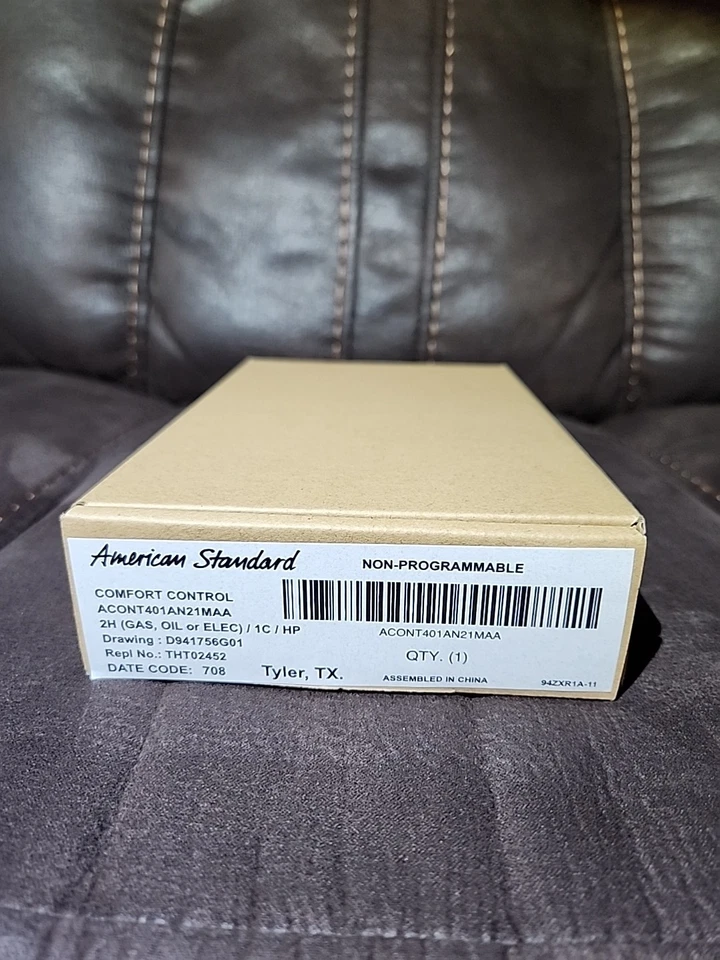 American Standard
NON-PROGRAMMABLE
COMFORT CONTROL
ACONT401AN21MAA
2H (GAS, OIL or ELEC) / 1C / HP
Drawing : D941756G01
Repl No.: THT02452
DATE CODE: 708
Tyler, TX.
ACONT401AN21MAA
QTY. (1)
ASSEMBLED IN CHINA
94ZXR1A-11